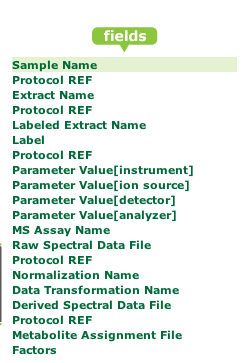 fields
Sample Name
Protocol REF
Extract Name
Protocol REF
Labeled Extract Name
Label
Protocol REF
Parameter Value[instrument]
Parameter Value[ion source]
Parameter Value[detector]
Parameter Value[analyzer]
MS Assay Name
Raw Spectral Data File
Protocol REF
Normalization Name
Data Transformation Name
Derived Spectral Data File
Protocol REF
Metabolite Assignment File
Factors